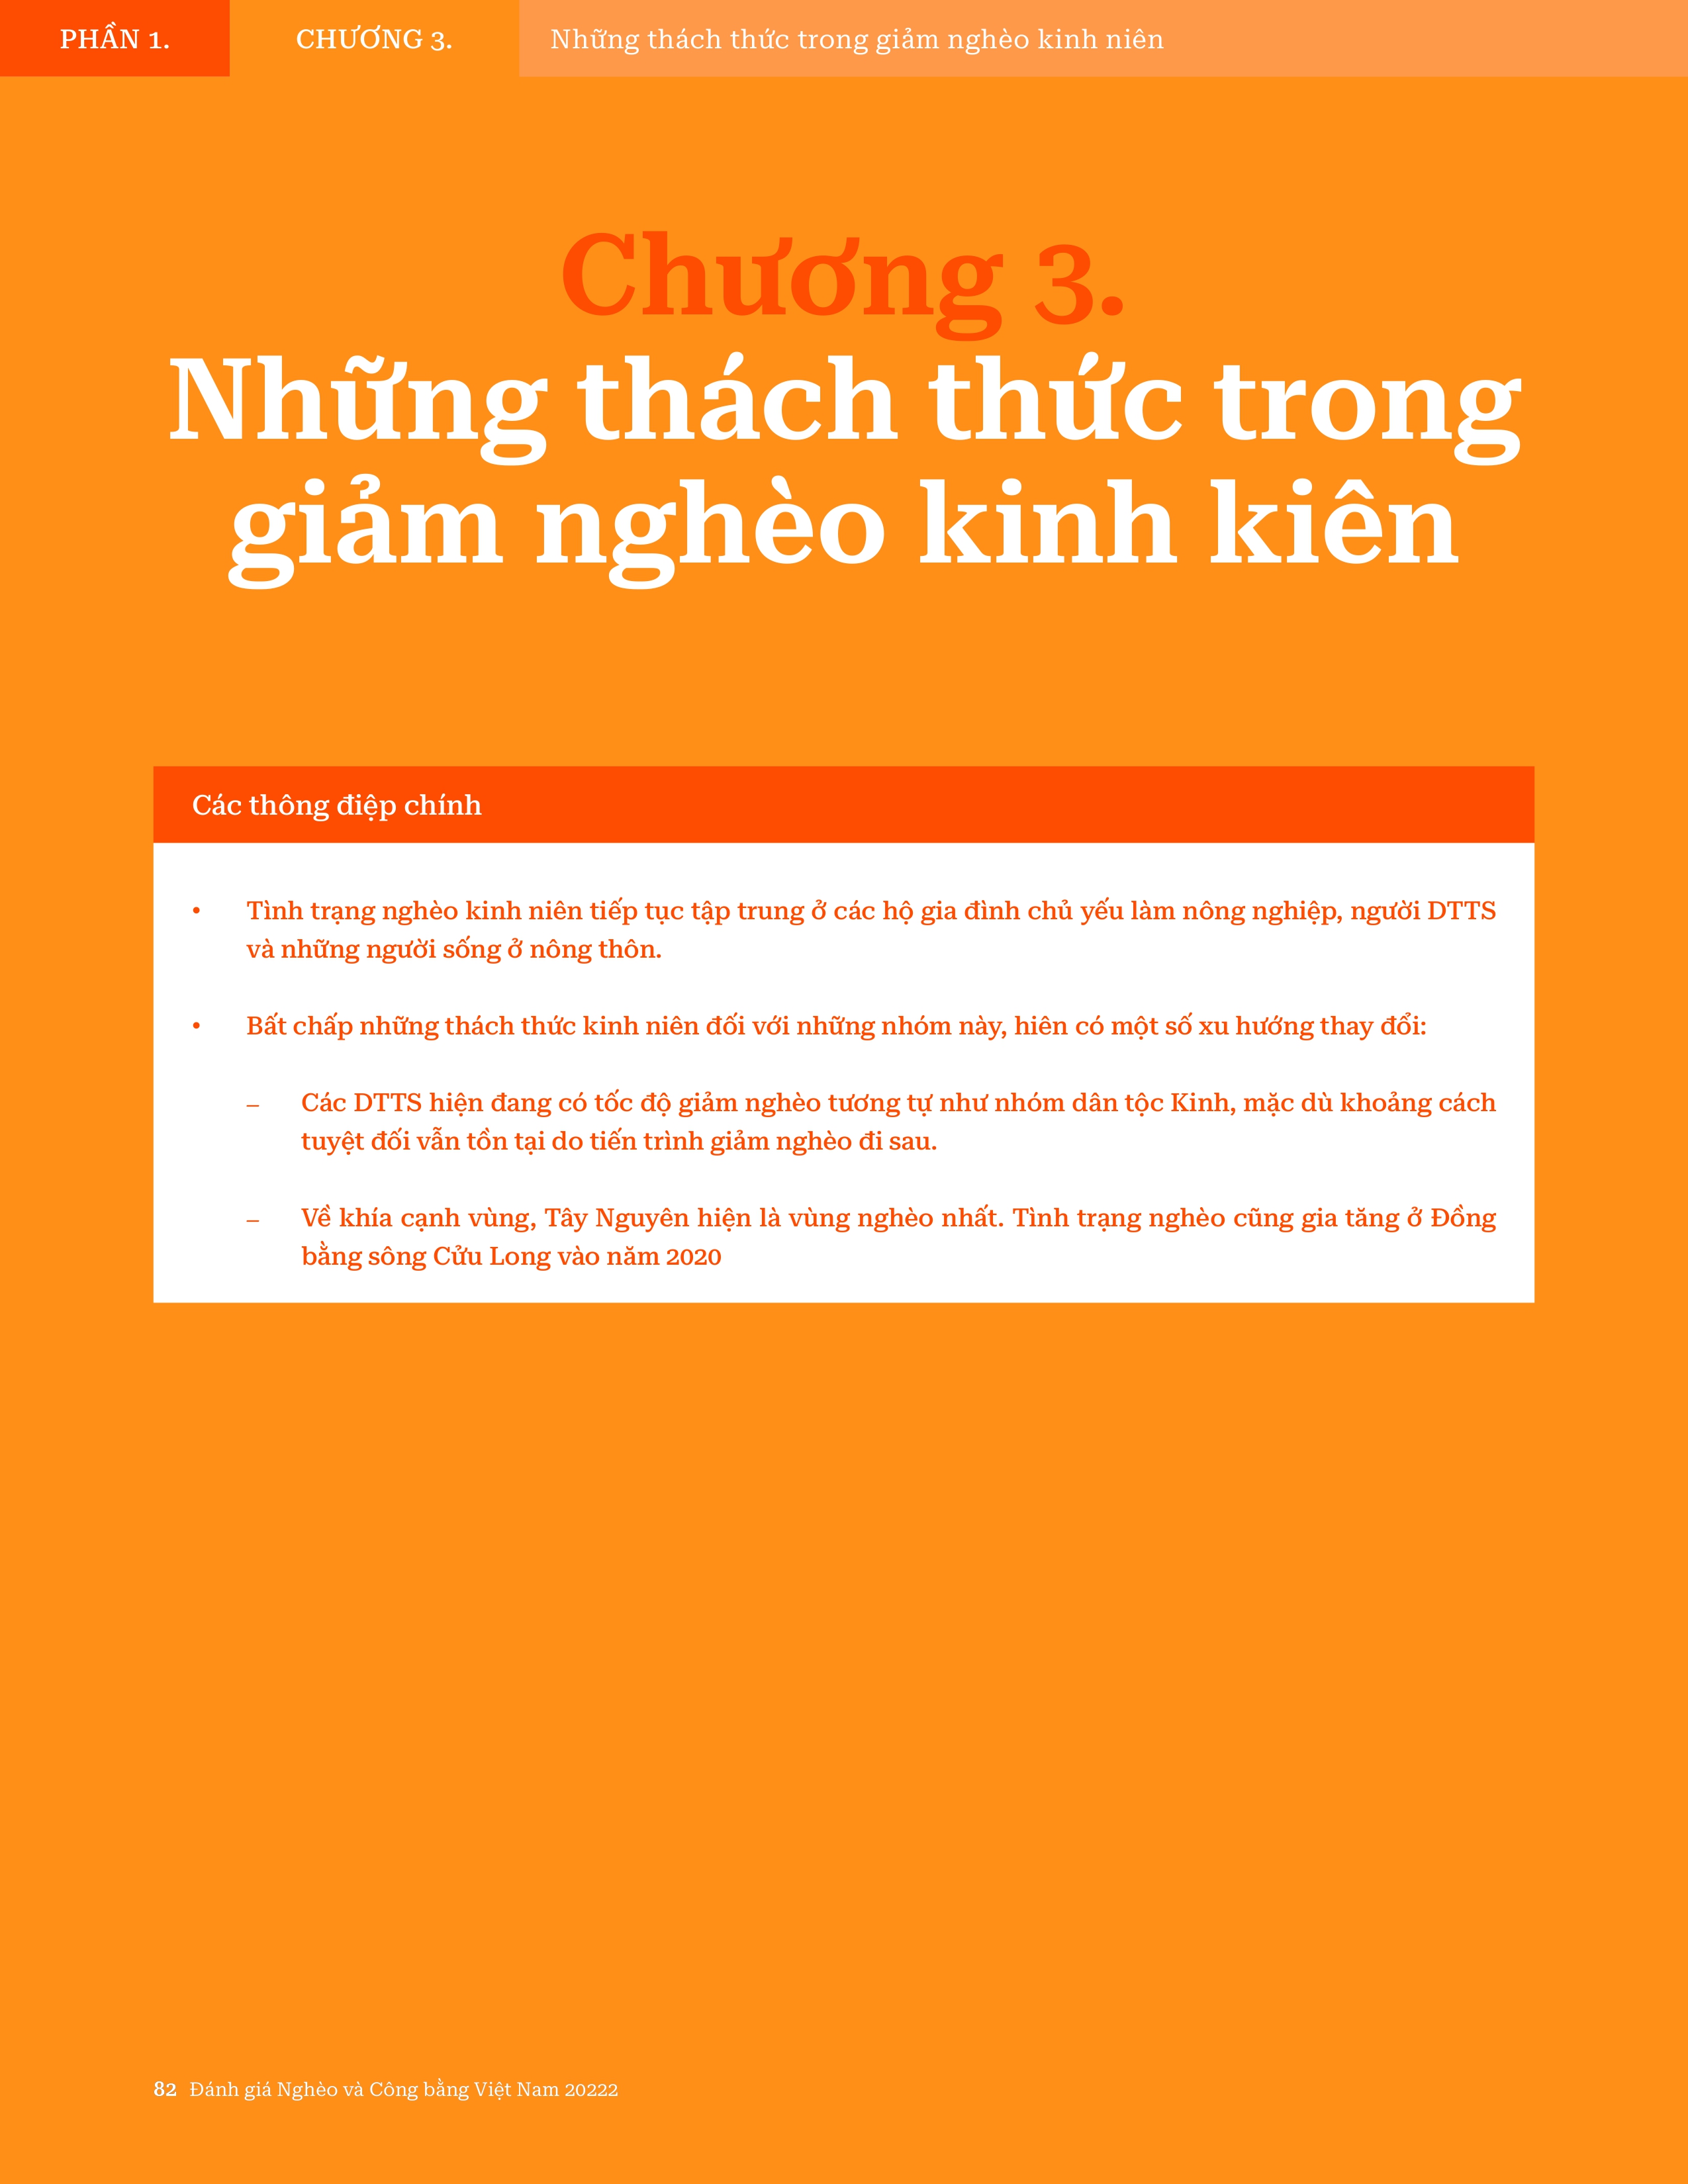 PHẦN 1. CHƯƠNG 3. Những thách thức trong giảm nghèo kinh niên
Chương 3.
Những thách thức trong
giảm nghèo kinh kiên
Các thông điệp chính
• Tình trạng nghèo kinh niên tiếp tục tập trung ở các hộ gia đình chủ yếu làm nông nghiệp, người DTTS
và những người sống ở nông thôn.
• Bất chấp những thách thức kinh niên đối với những nhóm này, hiên có một số xu hướng thay đổi:
– Các DTTS hiện đang có tốc độ giảm nghèo tương tự như nhóm dân tộc Kinh, mặc dù khoảng cách
tuyệt đối vẫn tồn tại do tiến trình giảm nghèo đi sau.
– Về khía cạnh vùng, Tây Nguyên hiện là vùng nghèo nhất. Tình trạng nghèo cũng gia tăng ở Đồng
bằng sông Cửu Long vào năm 2020
82 Đánh giá Nghèo và Công bằng Việt Nam 20222